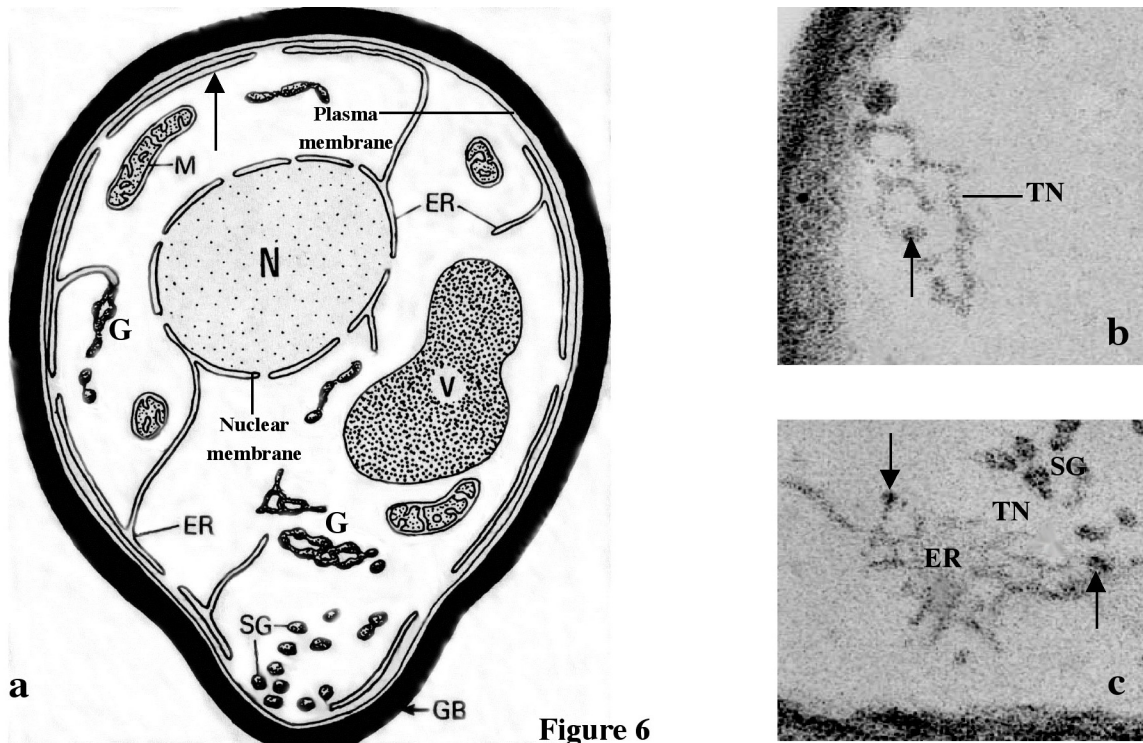 Plasma
membrane
M
ER
N
G
V
Nuclear
membrane
ER
G
SG
GB
a
Figure 6
TN
b
SG
TN
ER
c